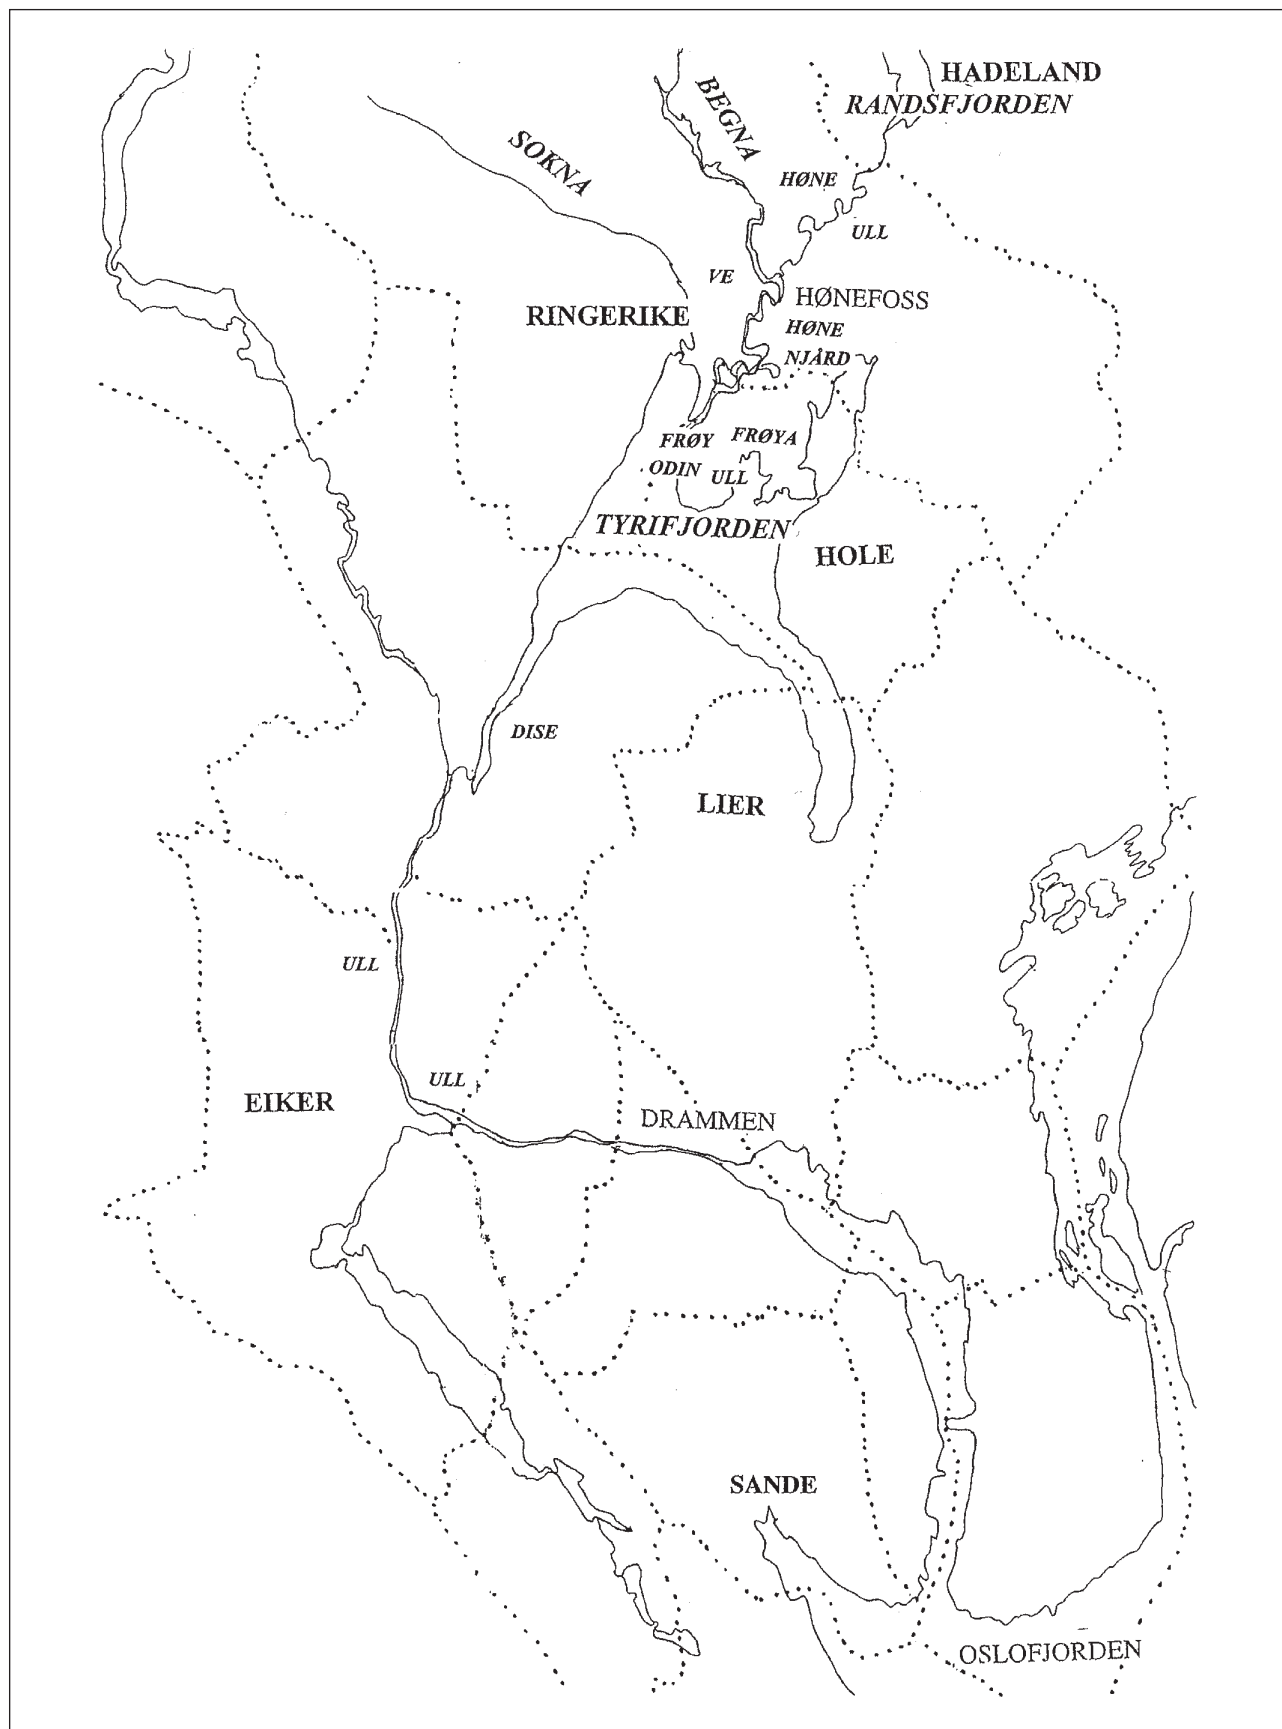 HADELAND
RANDSFJORDEN
BEGNA
SOKNA
HØNE
ULL
VE
HØNEFOSS
RINGERIKE
HØNE
NJÅRD
FRØY
FRØYA
ODIN
ULL
TYRIFJORDEN
HOLE
DISE
LIER
ULL
ULL
EIKER
DRAMMEN
SANDE
OSLOFJORDEN